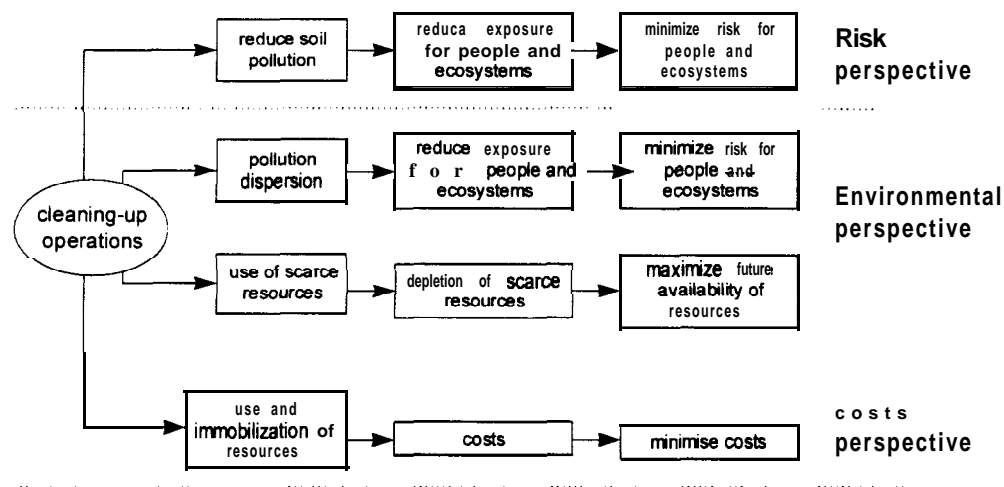 reduce soil
pollution
reduca exposure
for people and
ecosystems
minimize risk for
people and
ecosystems
Risk
perspective
cleaning-up
operations
pollution
dispersion
reduce exposure
for people and
ecosystems
minimize risk for
people and
ecosystems
Environmental
perspective
use of scarce
resources
depletion of scarce
resources
maximize future
availability of
resources
use and
immobilization of
resources
costs
minimise costs
costs
perspective